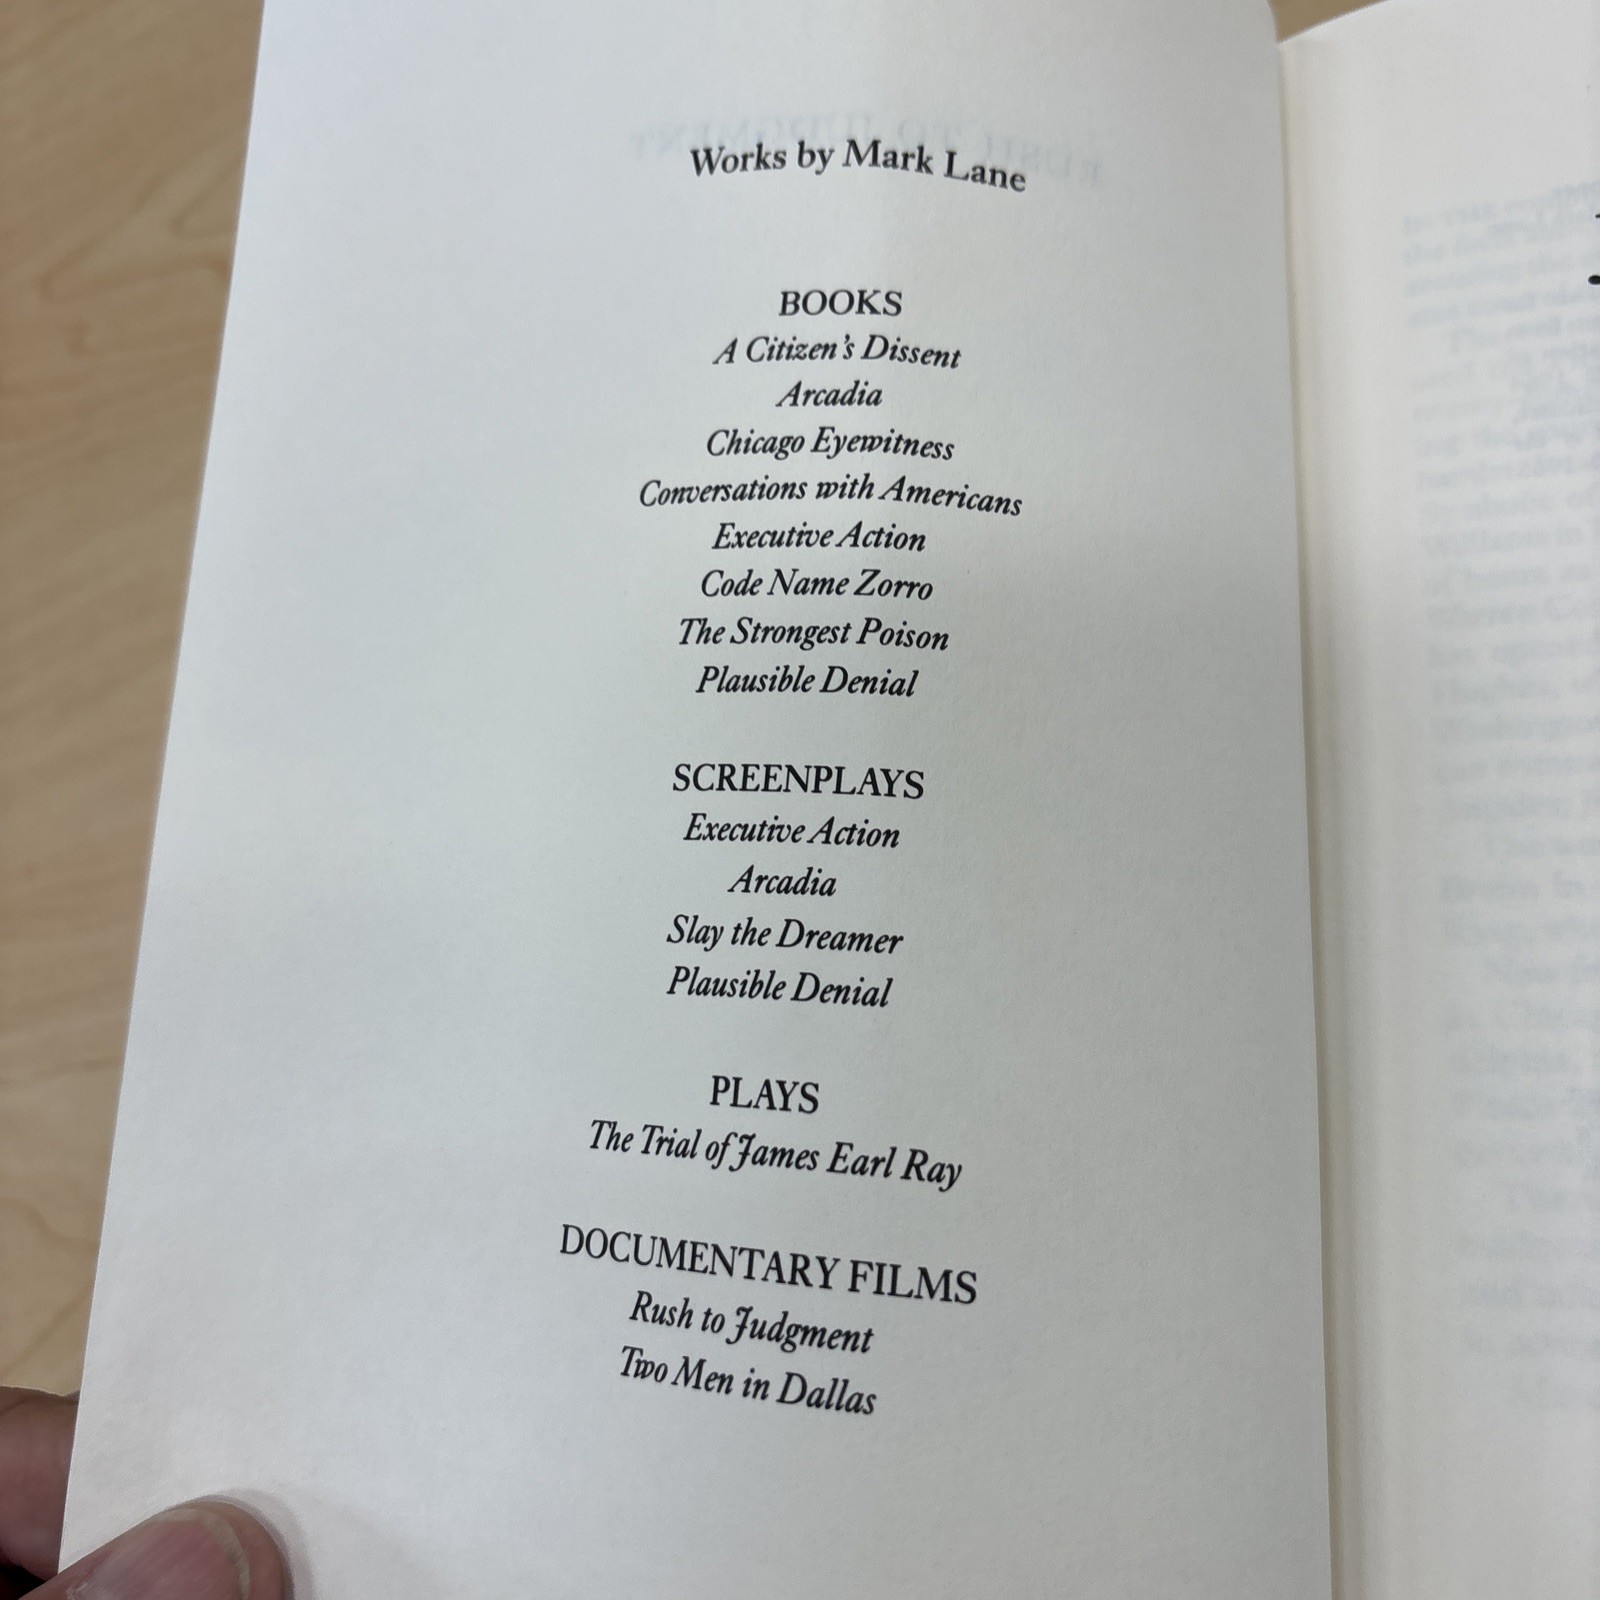 Works by Mark Lane
BOOKS
A Citizen's Dissent
Arcadia
Chicago Eyewitness
Conversations with Americans
Executive Action
Code Name Zorro
The Strongest Poison
Plausible Denial
SCREENPLAYS
Executive Action
Arcadia
Slay the Dreamer
Plausible Denial
PLAYS
The Trial of James Earl Ray
DOCUMENTARY FILMS
Rush to Judgment
Two Men in Dallas